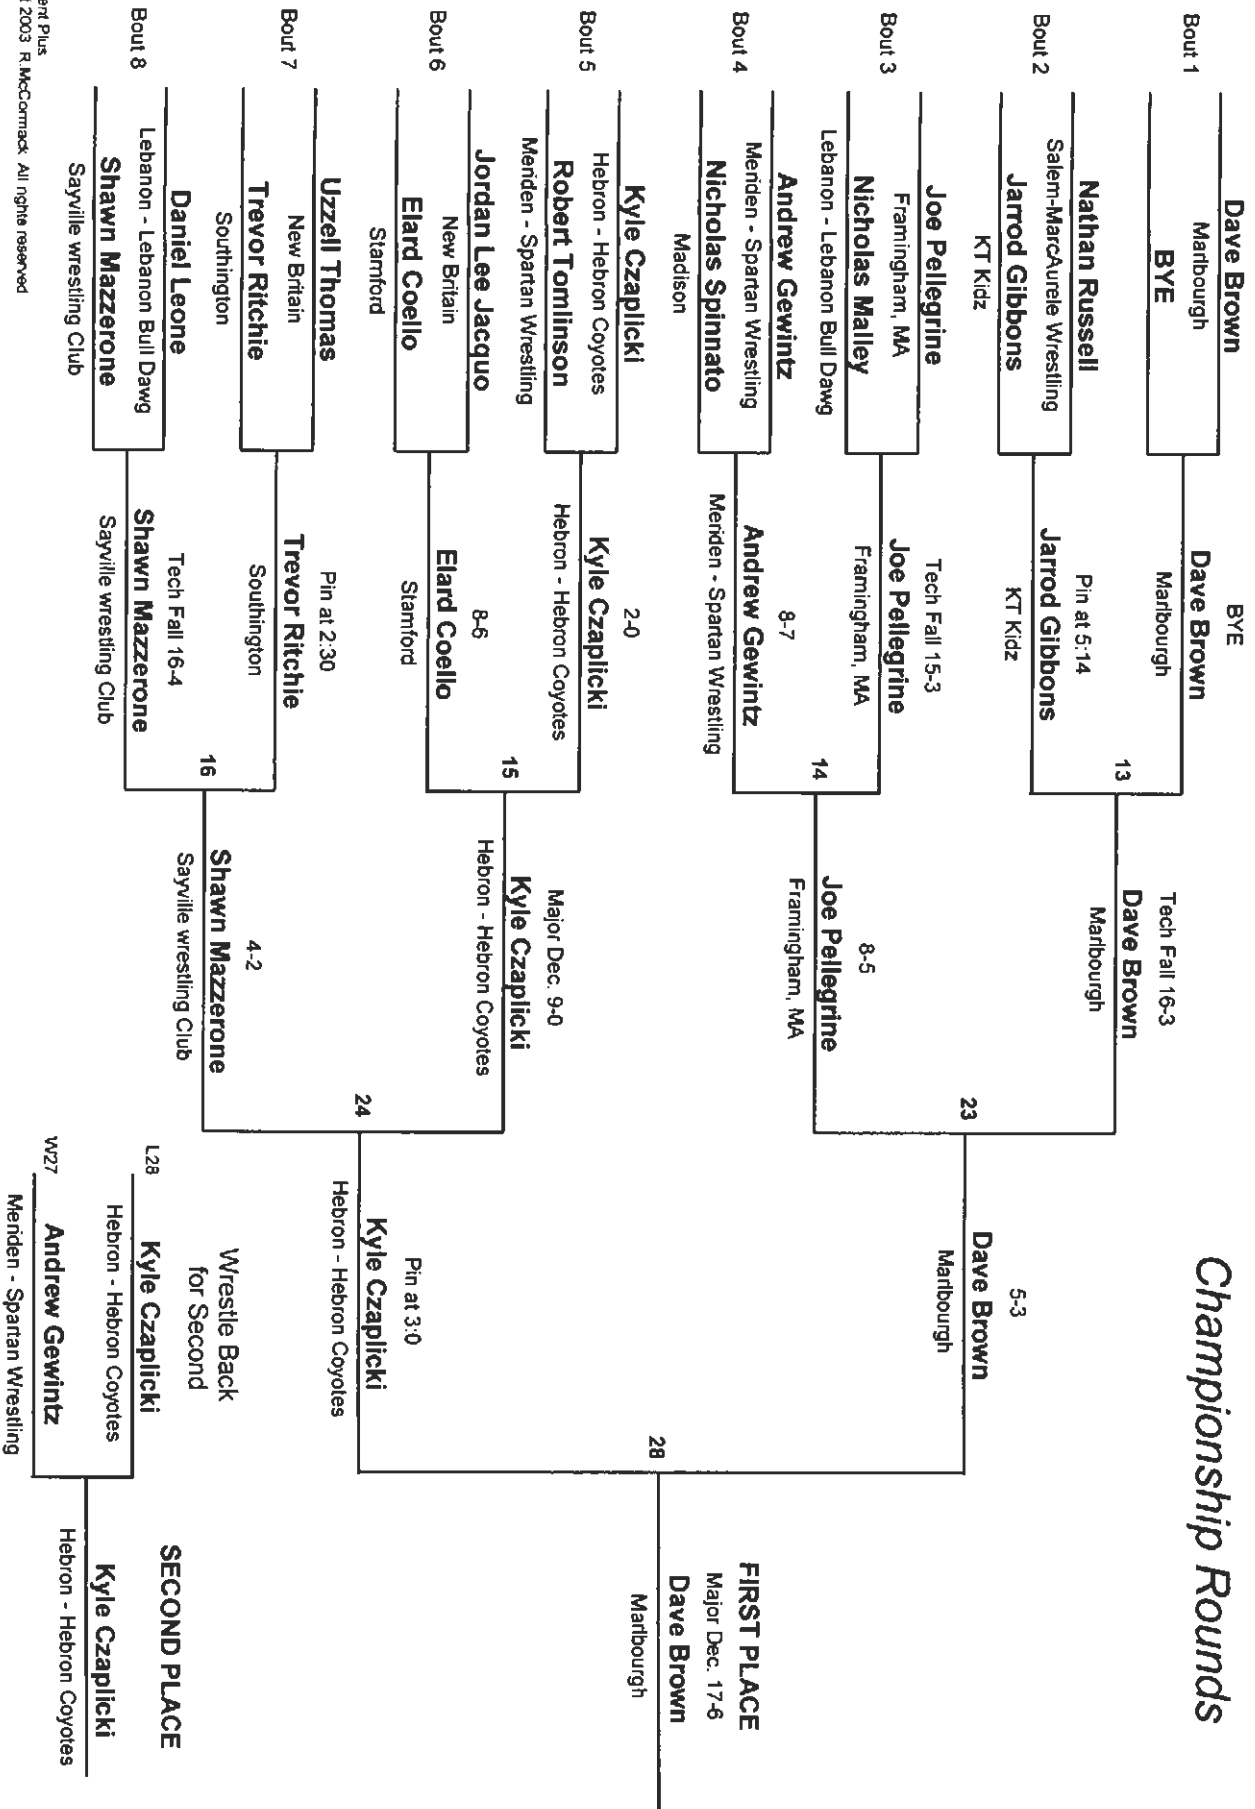 Championship Rounds
Bout 1
Dave Brown
Marlbourgh
BYE
Bout 2
Nathan Russell
Salem-MarcAurele Wrestling
Jarrod Gibbons
KT Kidz
Bout 3
Joe Pellegrine
Framingham, MA
Nicholas Malley
Lebanon - Lebanon Bull Dawg
Bout 4
Andrew Gewintz
Meriden - Spartan Wrestling
Nicholas Spinnato
Madison
Bout 5
Kyle Czaplicki
Hebron - Hebron Coyotes
Robert Tomlinson
Meriden - Spartan Wrestling
Bout 6
Jordan Lee Jacquo
New Britain
Elard Coello
Stamford
Bout 7
Uzzell Thomas
New Britain
Trevor Ritchie
Southington
Bout 8
Daniel Leone
Lebanon - Lebanon Bull Dawg
Shawn Mazzerone
Sayville wrestling Club
BYE
Dave Brown
Marlbourgh
13
Pin at 5:14
Jarrod Gibbons
KT Kidz
Tech Fall 15-3
Joe Pellegrine
Framingham, MA
14
8-7
Andrew Gewintz
Meriden - Spartan Wrestling
2-0
Kyle Czaplicki
Hebron - Hebron Coyotes
15
8-6
Elard Coello
Stamford
Pin at 2:30
Trevor Ritchie
Southington
16
Tech Fall 16-4
Shawn Mazzerone
Sayville wrestling Club
Tech Fall 16-3
Dave Brown
Marlbourgh
23
8-5
Joe Pellegrine
Framingham, MA
Major Dec. 9-0
Kyle Czaplicki
Hebron - Hebron Coyotes
24
4-2
Shawn Mazzerone
Sayville wrestling Club
5-3
Dave Brown
Marlbourgh
28
Pin at 3:0
Kyle Czaplicki
Hebron - Hebron Coyotes
FIRST PLACE
Major Dec. 17-6
Dave Brown
Marlbourgh
Wrestle Back
for Second
L28
Kyle Czaplicki
Hebron - Hebron Coyotes
W27
Andrew Gewintz
Meriden - Spartan Wrestling
SECOND PLACE
Kyle Czaplicki
Hebron - Hebron Coyotes
Plus
2003 R.McCormack All rights reserved